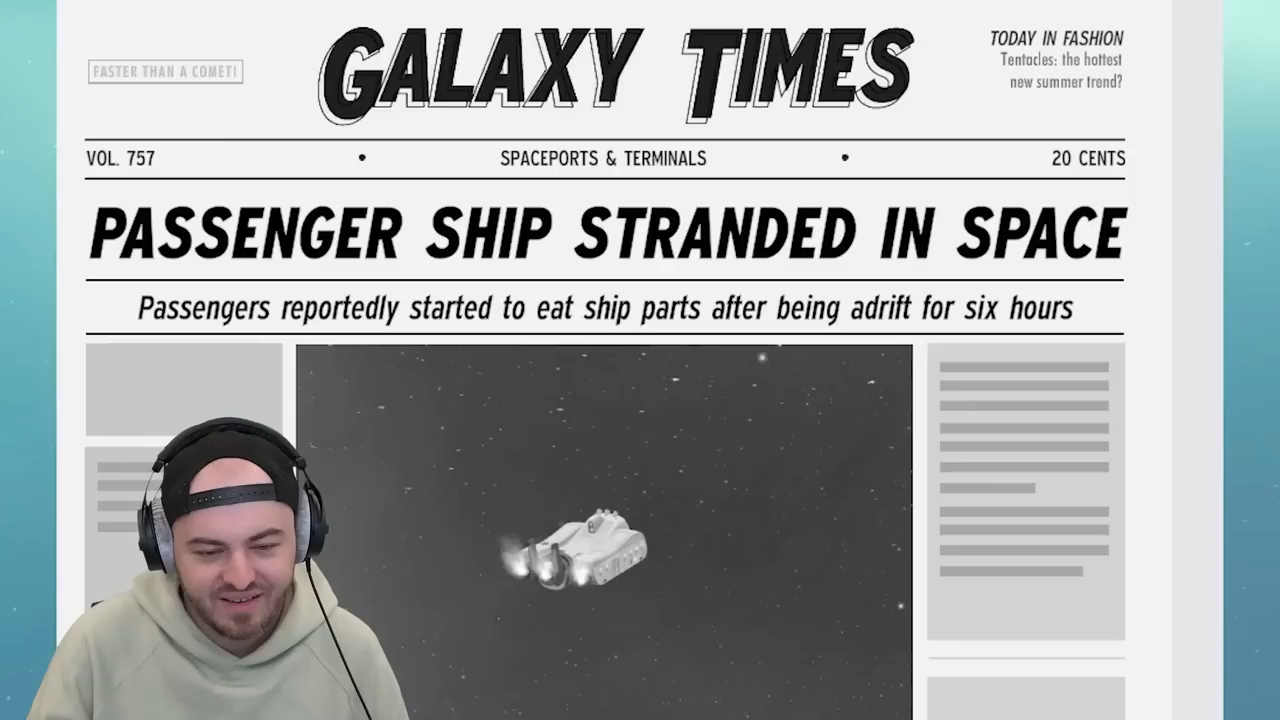 FASTER THAN A COMET!
GALAXY TIMES
TODAY IN FASHION
Tentacles: the hottest
new summer trend?
VOL. 757 • SPACEPORTS & TERMINALS • 20 CENTS
PASSENGER SHIP STRANDED IN SPACE
Passengers reportedly started to eat ship parts after being adrift for six hours